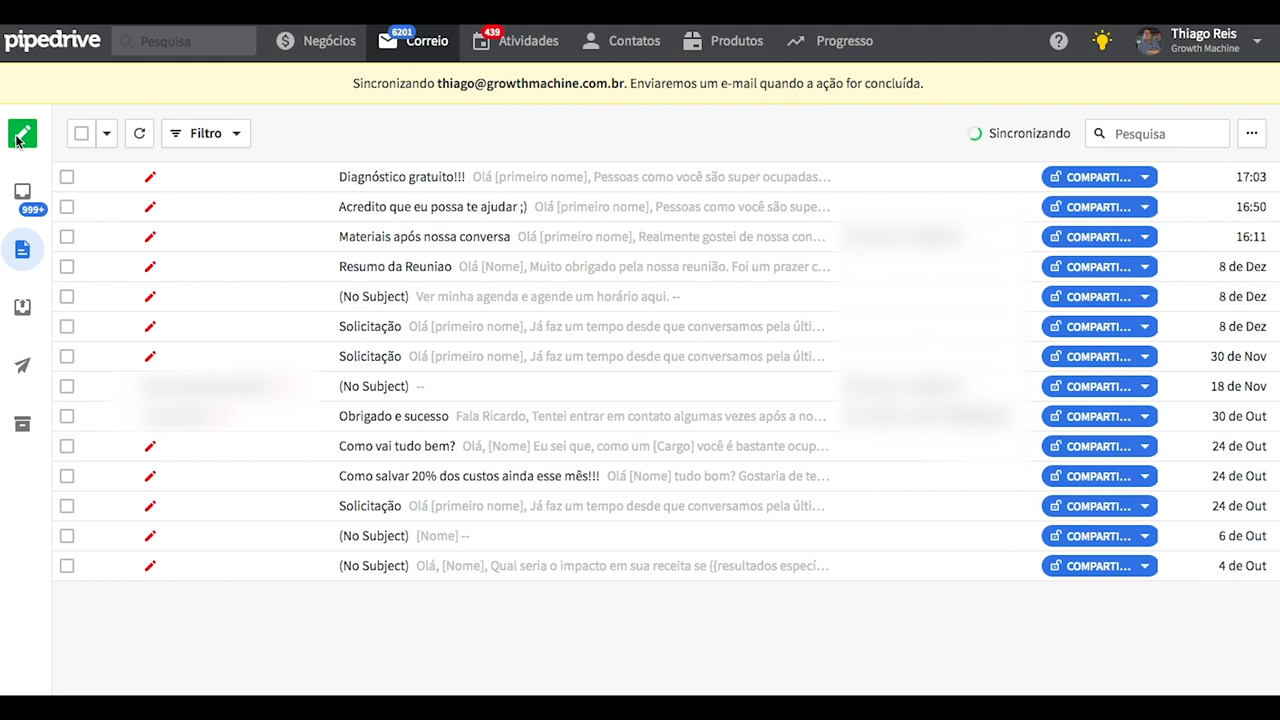 pipedrive Pesquisa Negócios 6201 Correio 439 Atividades Contatos Produtos Progresso Thiago Reis
Growth Machine
Sincronizando thiago@growthmachine.com.br. Enviaremos um e-mail quando a ação for concluída.
Filtro Sincronizando Pesquisa
999+
Diagnóstico gratuito!!! Olá [primeiro nome], Pessoas como você são super ocupadas... COMPARTI... 17:03
Acredito que eu possa te ajudar ;) Olá [primeiro nome], Pessoas como você são supe... COMPARTI... 16:50
Materiais após nossa conversa Olá [primeiro nome], Realmente gostei de nossa con... COMPARTI... 16:11
Resumo da Reuniao Olá [Nome], Muito obrigado pela nossa reunião. Foi um prazer c... COMPARTI... 8 de Dez
(No Subject) Ver minha agenda e agende um horário aqui. -- COMPARTI... 8 de Dez
Solicitação Olá [primeiro nome], Já faz um tempo desde que conversamos pela últi... COMPARTI... 8 de Dez
Solicitação Olá [primeiro nome], Já faz um tempo desde que conversamos pela últi... COMPARTI... 30 de Nov
(No Subject) -- COMPARTI... 18 de Nov
Obrigado e sucesso Fala Ricardo, Tentei entrar em contato algumas vezes após a no... COMPARTI... 30 de Out
Como vai tudo bem? Olá, [Nome] Eu sei que, como um [Cargo] você é bastante ocup... COMPARTI... 24 de Out
Como salvar 20% dos custos ainda esse mês!!! Olá [Nome] tudo bom? Gostaria de te... COMPARTI... 24 de Out
Solicitação Olá [primeiro nome], Já faz um tempo desde que conversamos pela últi... COMPARTI... 24 de Out
(No Subject) [Nome] -- COMPARTI... 6 de Out
(No Subject) Olá, [Nome], Qual seria o impacto em sua receita se {{resultados especí... COMPARTI... 4 de Out